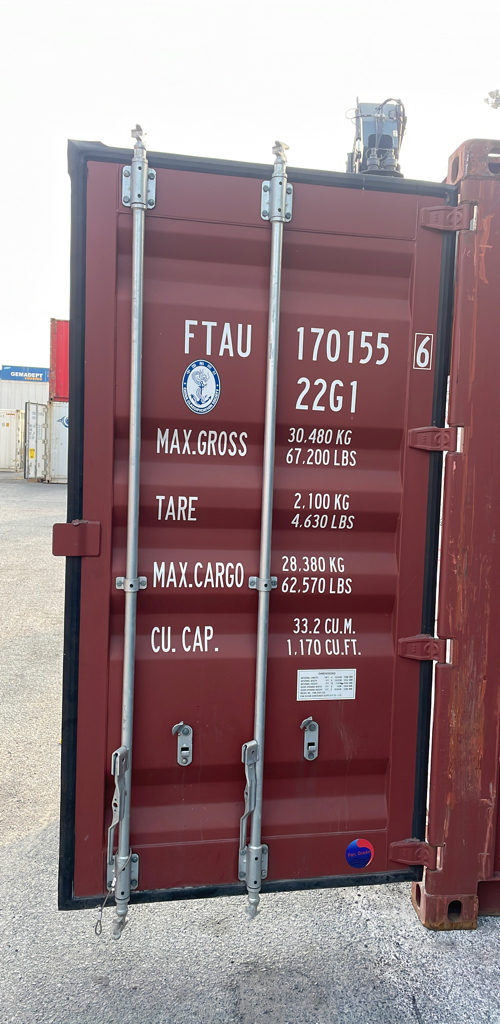 FTAU 170155 6
22G1
MAX.GROSS 30.480 KG
67.200 LBS
TARE 2.100 KG
4.630 LBS
MAX.CARGO 28.380 KG
62.570 LBS
CU. CAP. 33.2 CU.M.
1.170 CU.FT.
GEMADEPT